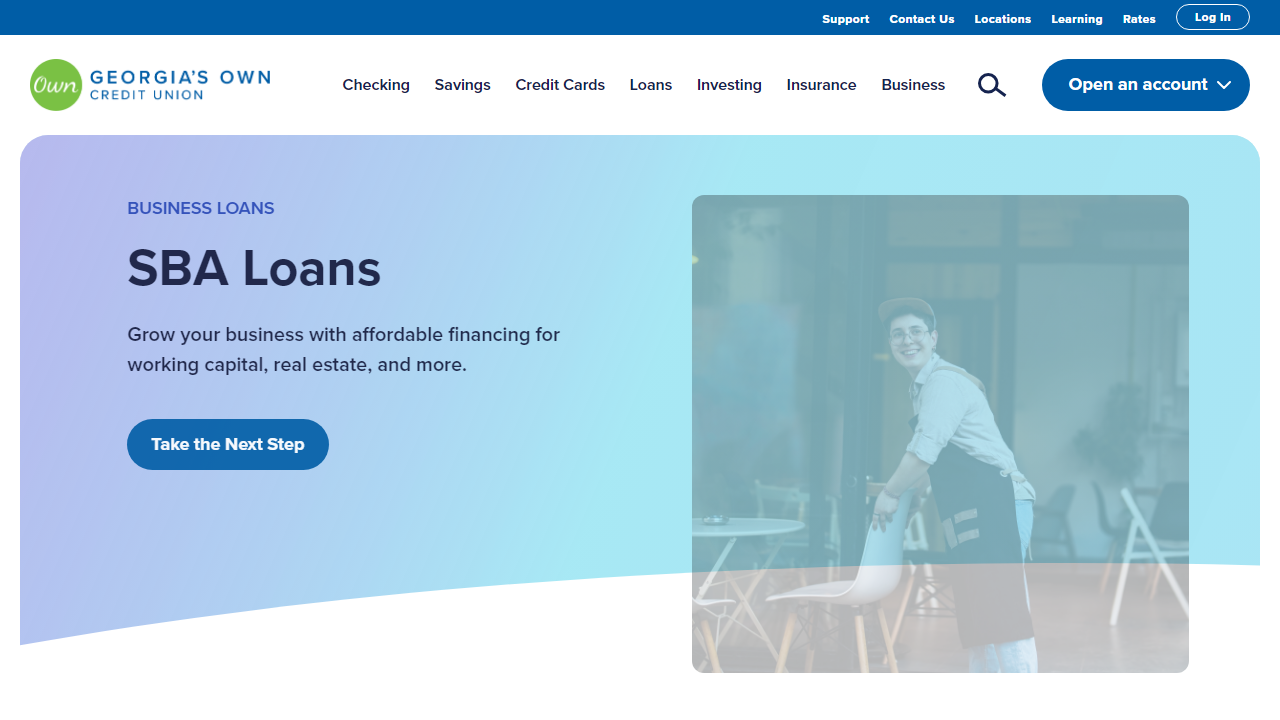 Support Contact Us Locations Learning Rates Log In
Own GEORGIA'S OWN
CREDIT UNION
Checking Savings Credit Cards Loans Investing Insurance Business Open an account
BUSINESS LOANS
SBA Loans
Grow your business with affordable financing for
working capital, real estate, and more.
Take the Next Step